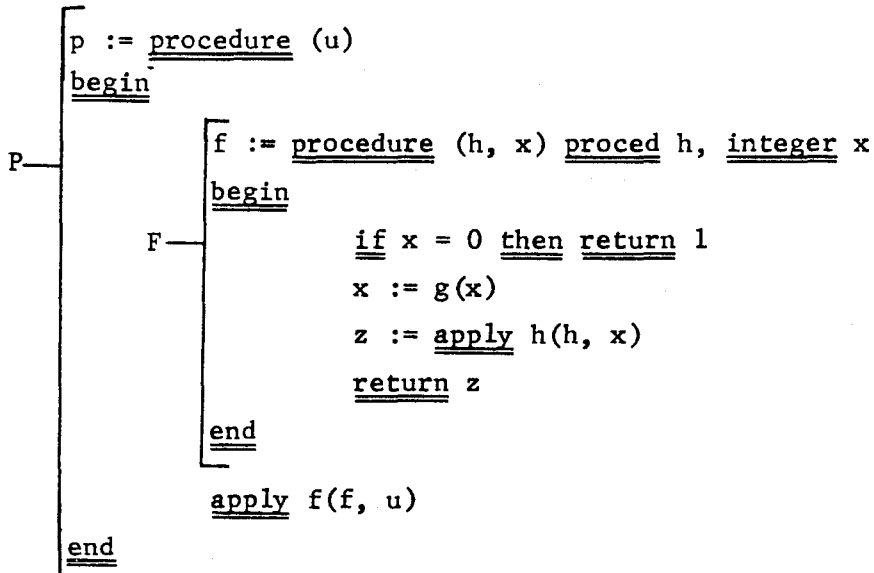 p := procedure (u)
begin
P
f := procedure (h, x) proced h, integer x
begin
F
if x = 0 then return 1
x := g(x)
z := apply h(h, x)
return z
end
apply f(f, u)
end